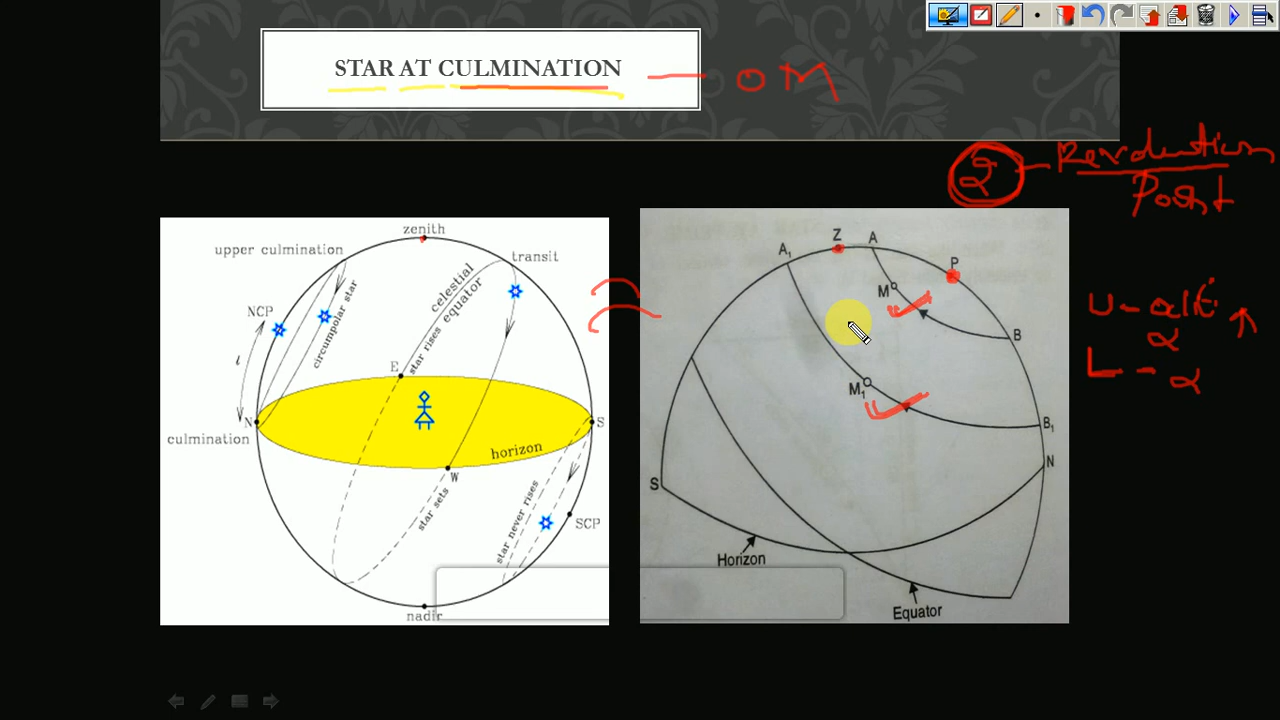 STAR AT CULMINATION
OM
2
Revolution
Point
zenith
upper culmination
transit
NCP
circumpolar star
celestial
equator
star rises
E
N
S
culmination
horizon
W
star sets
star never rises
SCP
nadir
Z
A
A1
P
M
B
M1
B1
N
S
Horizon
Equator
U - alt
α
L - α